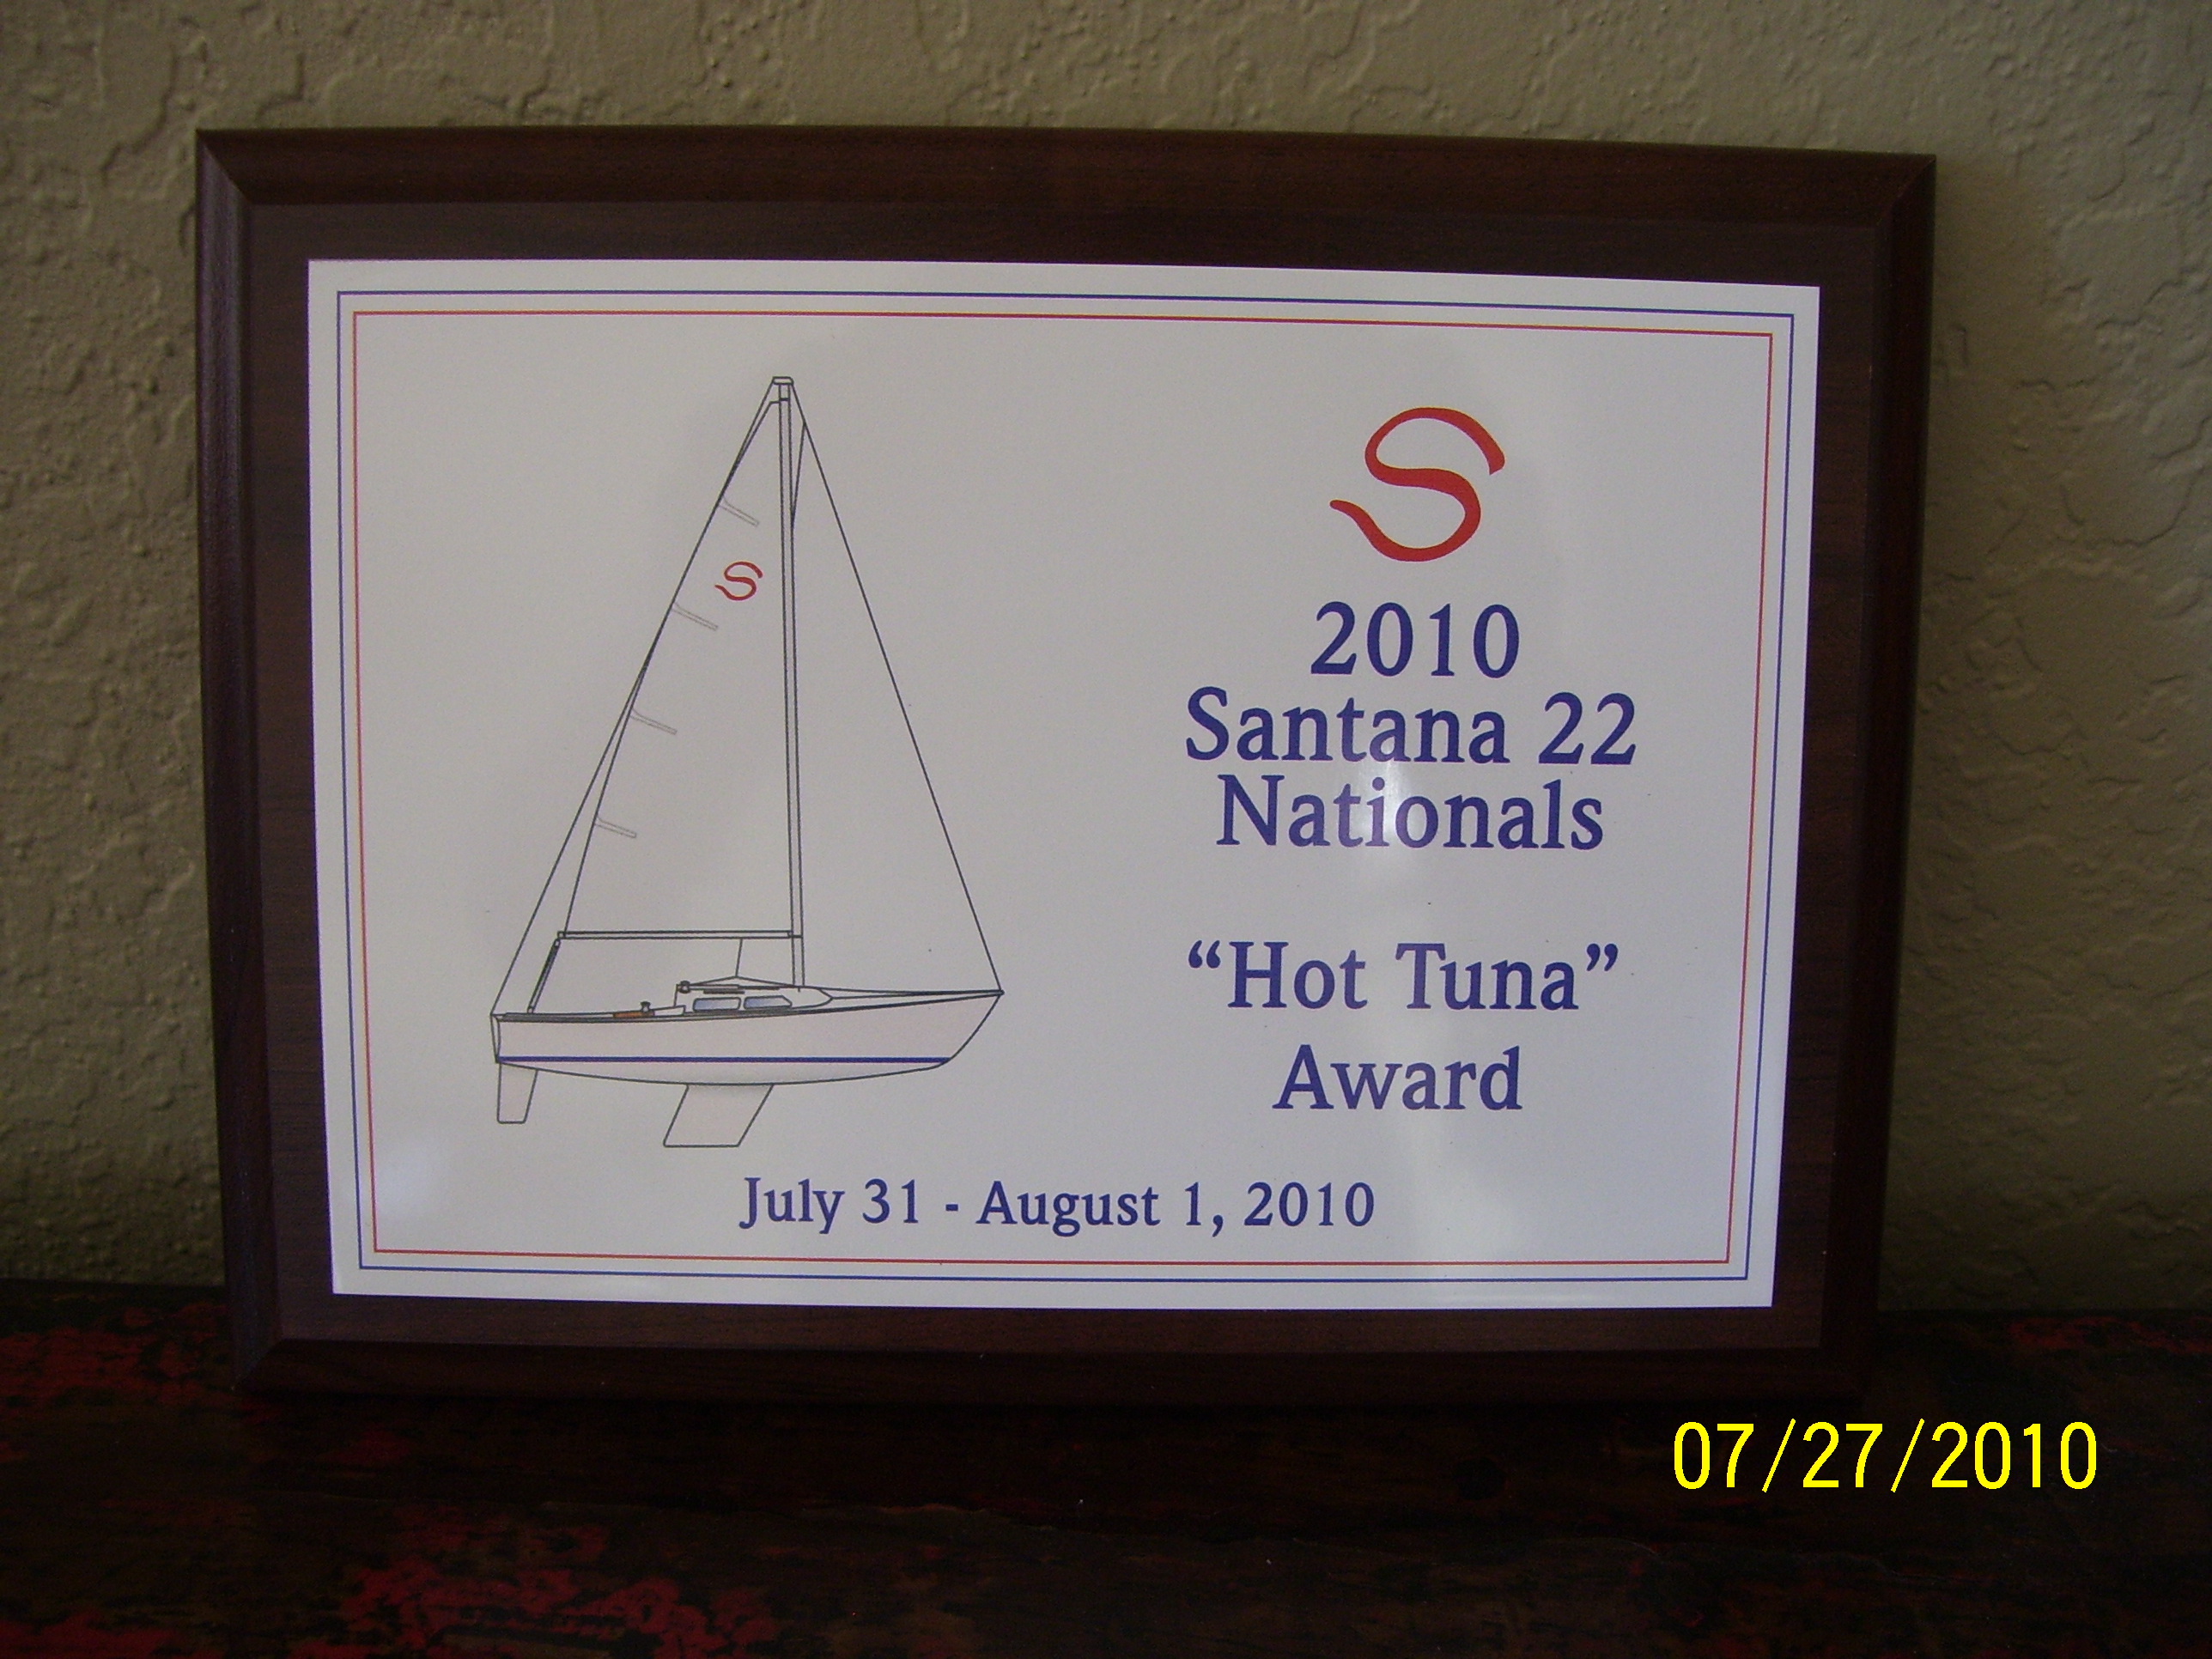 S
S
2010
Santana 22
Nationals
“Hot Tuna”
Award
July 31 - August 1, 2010
07/27/2010